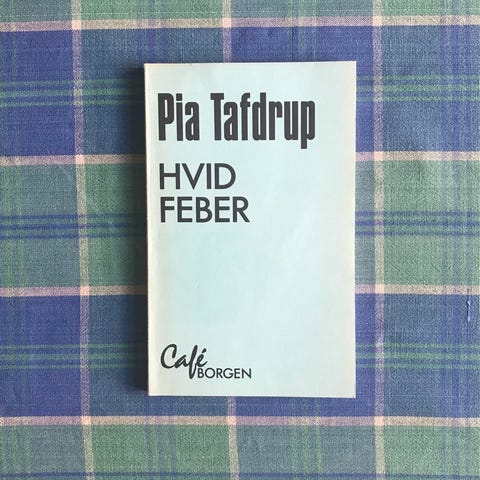 Pia Tafdrup
HVID
FEBER
Café
BORGEN